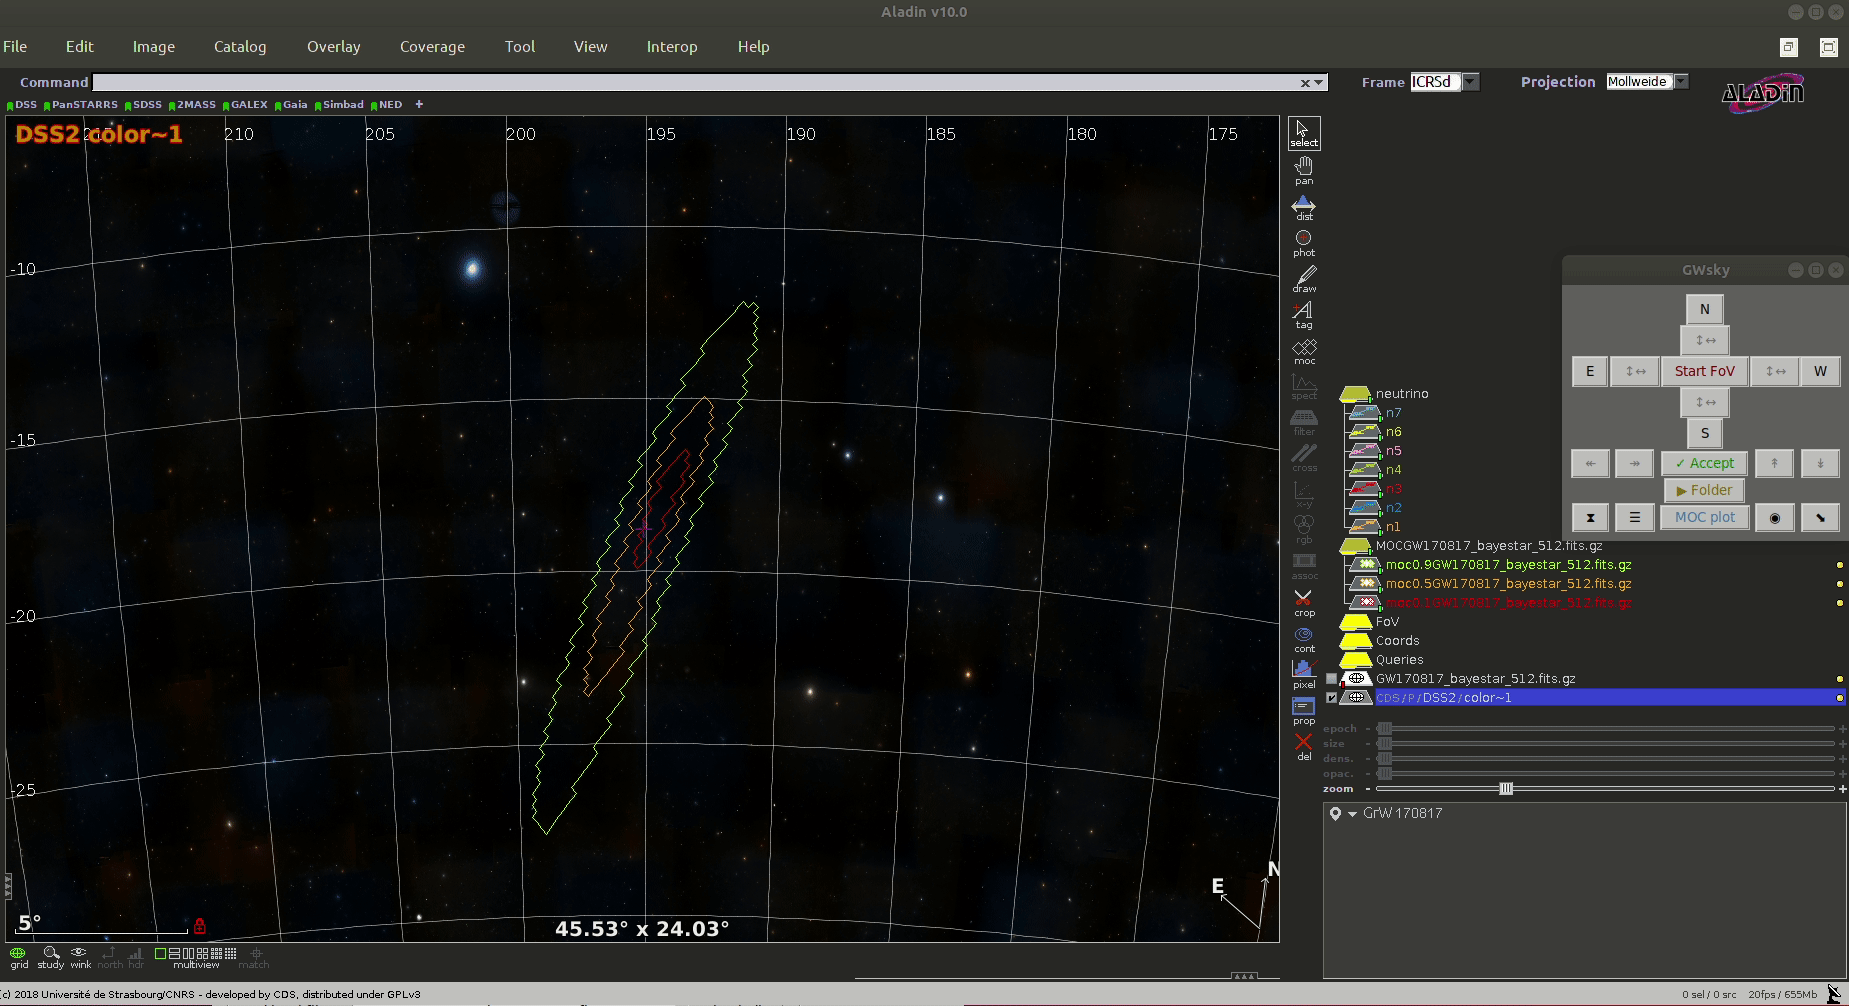 Aladin v10.0
File Edit Image Catalog Overlay Coverage Tool View Interop Help
Command
Frame ICRSd Projection Mollweide
ALADIN
DSS PanSTARRS SDSS 2MASS GALEX Gaia Simbad NED +
DSS2 color~1
210 205 200 195 190 185 180 175
-10
-15
-20
-25
5°
45.53° x 24.03°
E N
select
pan
dist
phot
draw
tag
moc
spect
filter
cross
x-y
rgb
assoc
crop
cont
pixel
prop
del
GWsky
N
E Start FoV W
S
✓ Accept
▶ Folder
MOC plot
neutrino
n7
n6
n5
n4
n3
n2
n1
MOCGW170817_bayestar_512.fits.gz
moc0.9GW170817_bayestar_512.fits.gz
moc0.5GW170817_bayestar_512.fits.gz
moc0.1GW170817_bayestar_512.fits.gz
FoV
Coords
Queries
GW170817_bayestar_512.fits.gz
CDS/P/DSS2/color~1
epoch - +
size - +
dens. - +
opac. - +
zoom - +
GrW 170817
grid study wink north hdr multiview match
(c) 2018 Université de Strasbourg/CNRS - developed by CDS, distributed under GPLv3
0 sel / 0 src 20fps / 655Mb